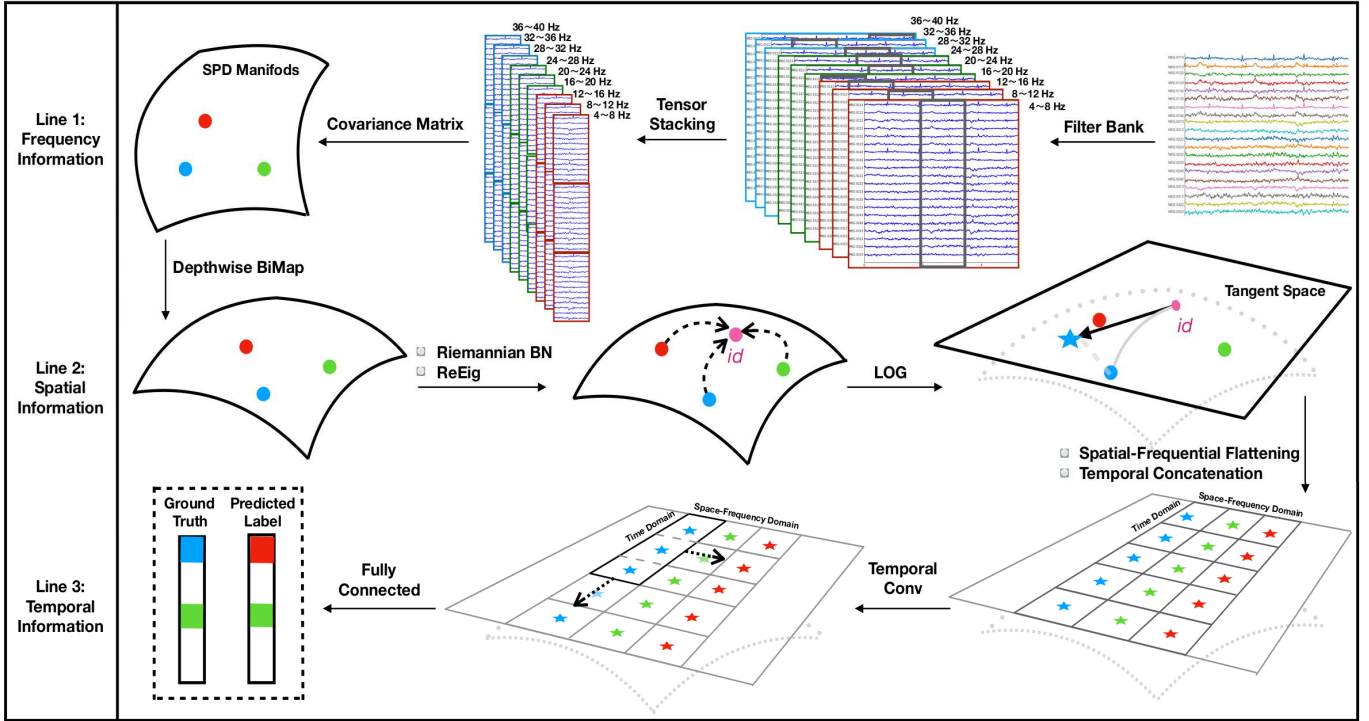 Line 1:
Frequency
Information
SPD Manifods
Covariance Matrix
36~40 Hz
32~36 Hz
28~32 Hz
24~28 Hz
20~24 Hz
16~20 Hz
12~16 Hz
8~12 Hz
4~8 Hz
Tensor
Stacking
36~40 Hz
32~36 Hz
28~32 Hz
24~28 Hz
20~24 Hz
16~20 Hz
12~16 Hz
8~12 Hz
4~8 Hz
Filter Bank
Depthwise BiMap
Line 2:
Spatial
Information
Riemannian BN
ReEig
id
LOG
Tangent Space
id
Spatial-Frequential Flattening
Temporal Concatenation
Line 3:
Temporal
Information
Ground
Truth
Predicted
Label
Fully
Connected
Time Domain
Space-Frequency Domain
Temporal
Conv
Time Domain
Space-Frequency Domain